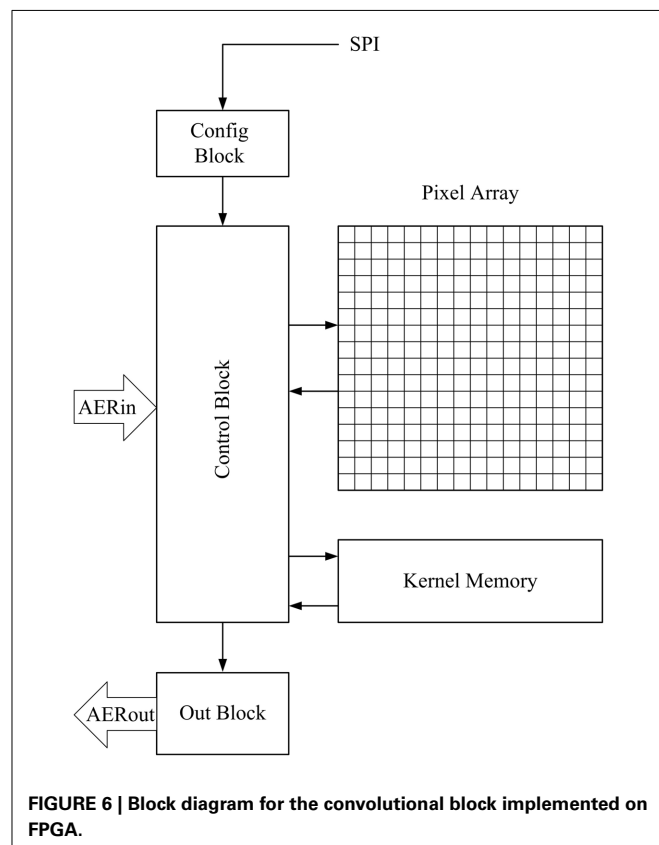 SPI
Config
Block
Pixel Array
AERin
Control Block
Kernel Memory
AERout
Out Block
FIGURE 6 | Block diagram for the convolutional block implemented on
FPGA.